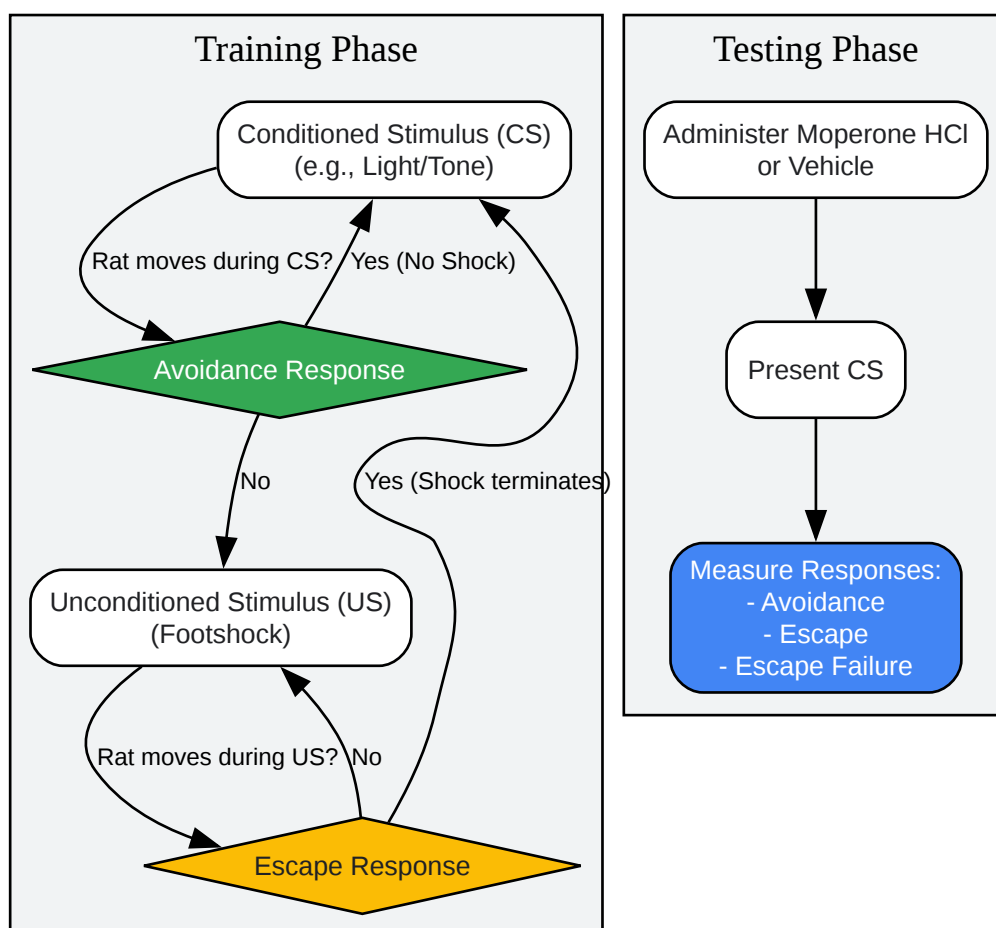 Training Phase
Conditioned Stimulus (CS)
(e.g., Light/Tone)
Rat moves during CS?
Yes (No Shock)
Avoidance Response
No
Yes (Shock terminates)
Unconditioned Stimulus (US)
(Footshock)
Rat moves during US?
No
Escape Response
Testing Phase
Administer Moperone HCl
or Vehicle
Present CS
Measure Responses:
- Avoidance
- Escape
- Escape Failure